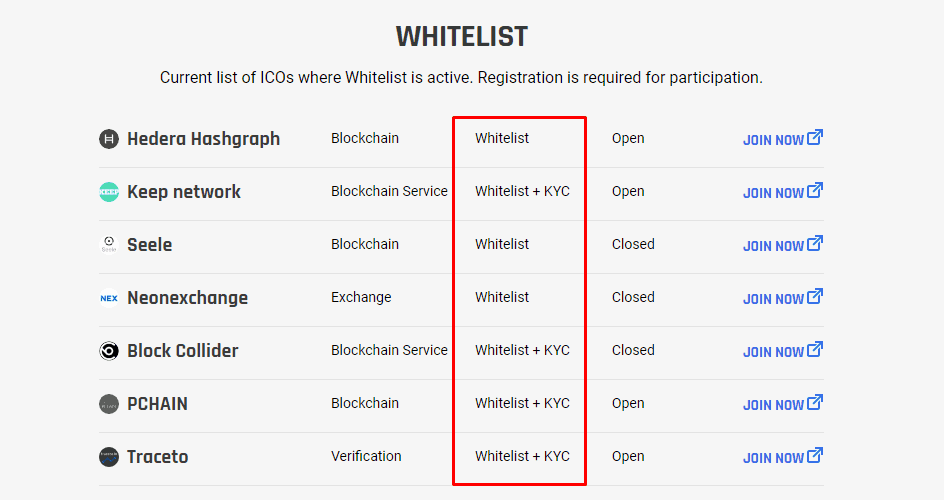 WHITELIST
Current list of ICOs where Whitelist is active. Registration is required for participation.
Hedera Hashgraph Blockchain Whitelist Open JOIN NOW
Keep network Blockchain Service Whitelist + KYC Open JOIN NOW
Seele Blockchain Whitelist Closed JOIN NOW
NEX Neonexchange Exchange Whitelist Closed JOIN NOW
Block Collider Blockchain Service Whitelist + KYC Closed JOIN NOW
PCHAIN Blockchain Whitelist + KYC Open JOIN NOW
Traceto Verification Whitelist + KYC Open JOIN NOW